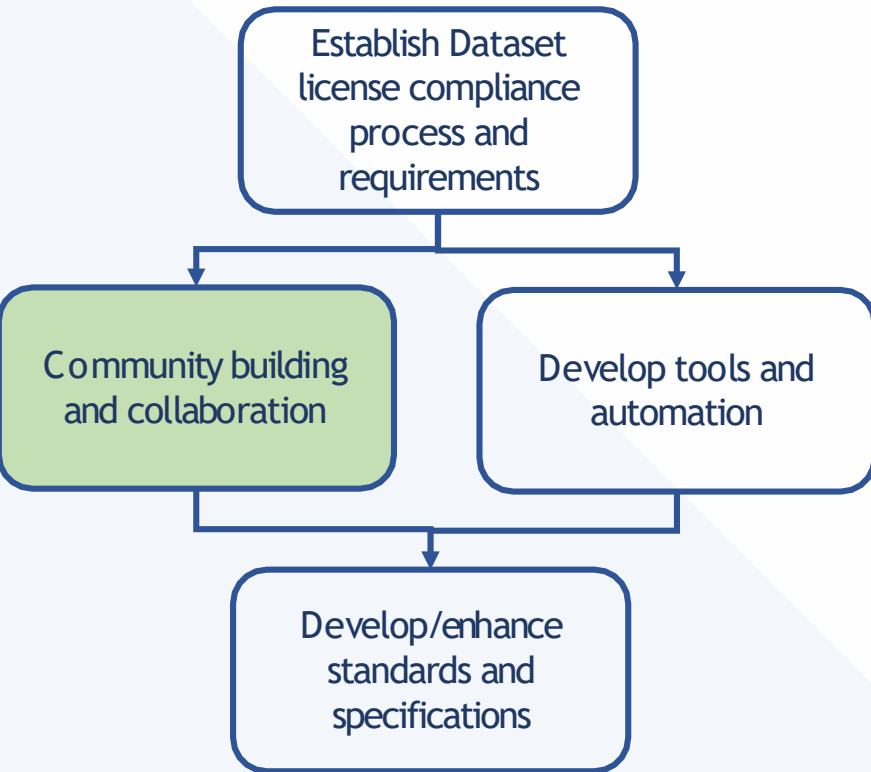 Establish Dataset
license compliance
process and
requirements
Community building
and collaboration
Develop tools and
automation
Develop/enhance
standards and
specifications